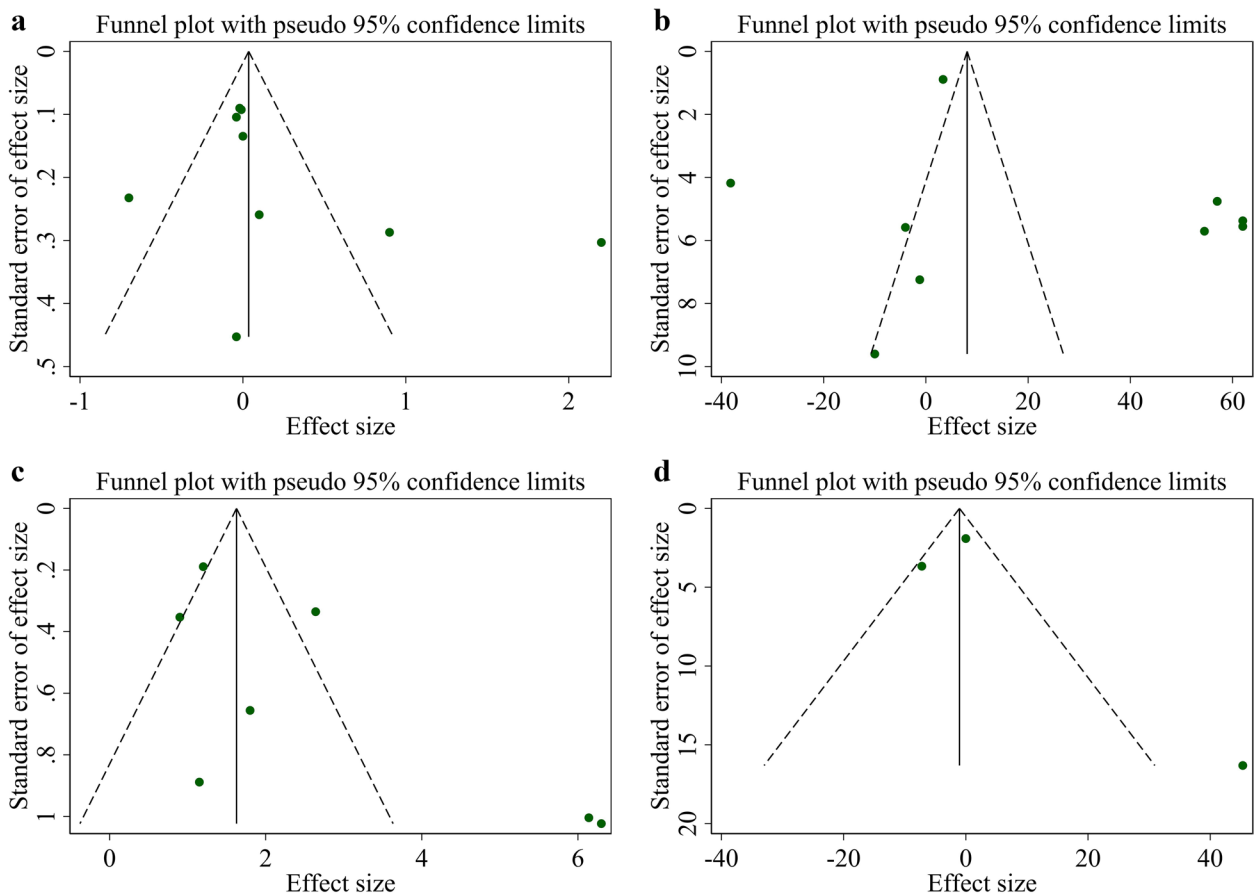 a
Funnel plot with pseudo 95% confidence limits
Standard error of effect size
0
.1
.2
.3
.4
.5
-1
0
1
2
Effect size
b
Funnel plot with pseudo 95% confidence limits
Standard error of effect size
0
2
4
6
8
10
-40
-20
0
20
40
60
Effect size
c
Funnel plot with pseudo 95% confidence limits
Standard error of effect size
0
.2
.4
.6
.8
1
0
2
4
6
Effect size
d
Funnel plot with pseudo 95% confidence limits
Standard error of effect size
0
5
10
15
20
-40
-20
0
20
40
Effect size